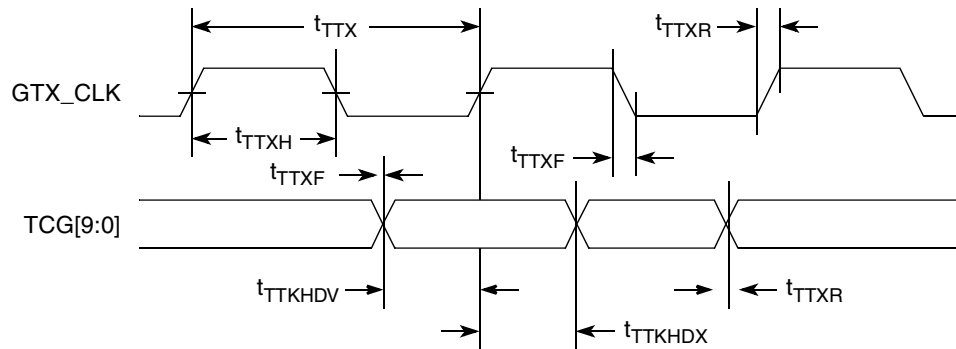 tTTX
tTTXR
GTX_CLK
tTTXH
tTTXF
tTTXF
TCG[9:0]
tTTKHDV
tTTXR
tTTKHDX